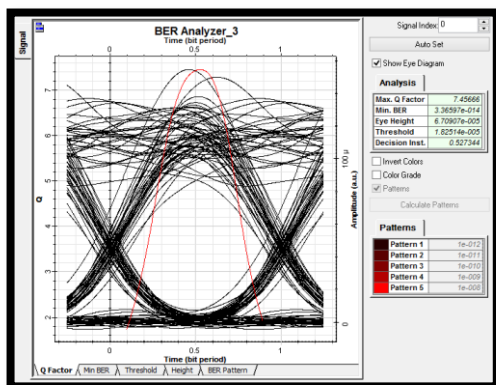 BER Analyzer_3
Time (bit period)
0 0.5 1
Signal
Q
7
6
5
4
3
2
Amplitude (a.u.)
100 µ
0
0 0.5 1
Time (bit period)
Q Factor Min BER Threshold Height BER Pattern
Signal Index: 0
Auto Set
Show Eye Diagram
Analysis
Max. Q Factor 7.45666
Min. BER 3.36597e-014
Eye Height 6.70907e-005
Threshold 1.82514e-005
Decision Inst. 0.527344
Invert Colors
Color Grade
Patterns
Calculate Patterns
Patterns
Pattern 1 1e-012
Pattern 2 1e-011
Pattern 3 1e-010
Pattern 4 1e-009
Pattern 5 1e-008